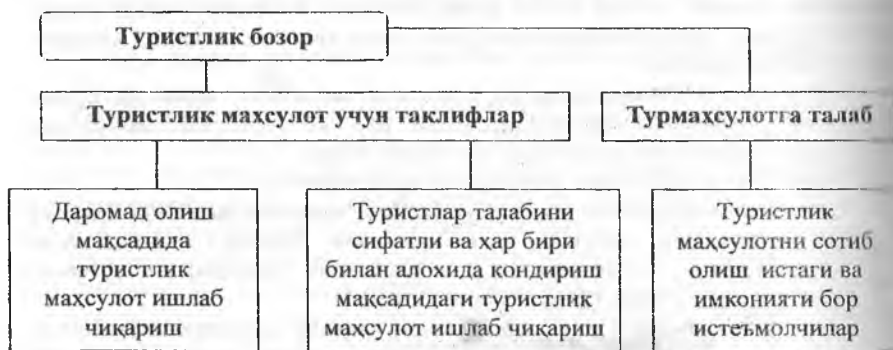 Туристлик бозор
Туристлик маҳсулот учун таклифлар
Турмаҳсулотга талаб
Даромад олиш
мақсадида
туристлик
маҳсулот ишлаб
чиқариш
Туристлар талабини
сифатли ва ҳар бири
билан алоҳида қондириш
мақсадидаги туристлик
маҳсулот ишлаб чиқариш
Туристлик
маҳсулотни сотиб
олиш истаги ва
имконияти бор
истеъмолчилар